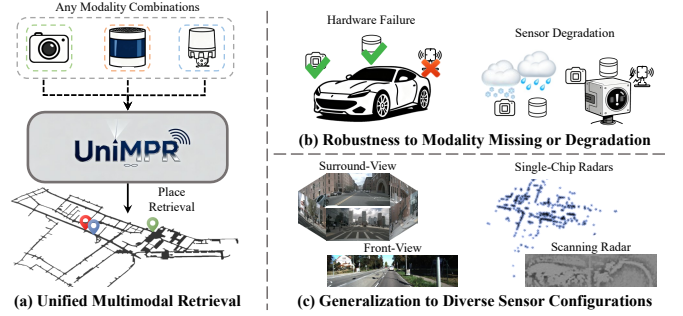 Any Modality Combinations
UniMPR
Place
Retrieval
(a) Unified Multimodal Retrieval
Hardware Failure
Sensor Degradation
(b) Robustness to Modality Missing or Degradation
Surround-View
Single-Chip Radars
Front-View
Scanning Radar
(c) Generalization to Diverse Sensor Configurations